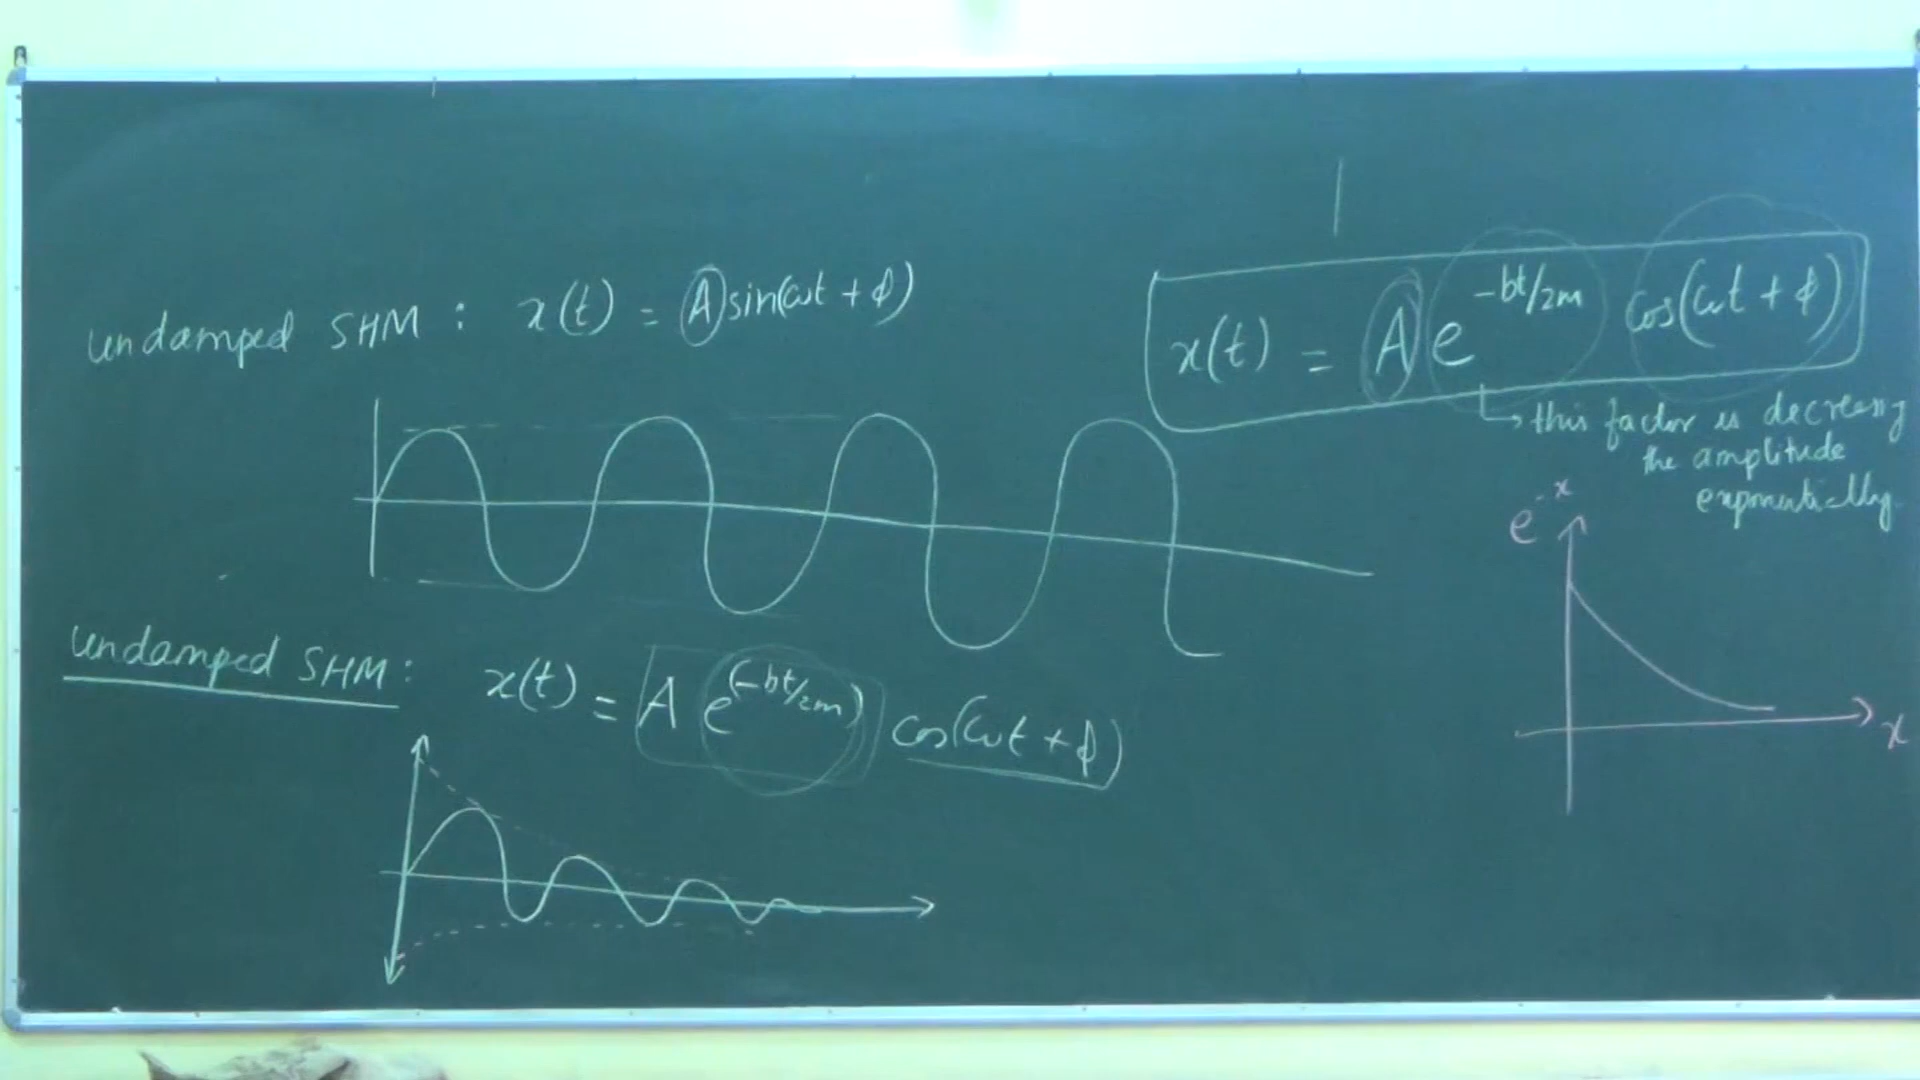 undamped SHM : x(t) = A sin(ωt + ϕ)
x(t) = A e^{-bt/2m} cos(ωt + ϕ)
↳ this factor is decreasing
the amplitude
exponentially.
e^{-x}
x
undamped SHM : x(t) = A e^{(-bt/2m)} cos(ωt + ϕ)